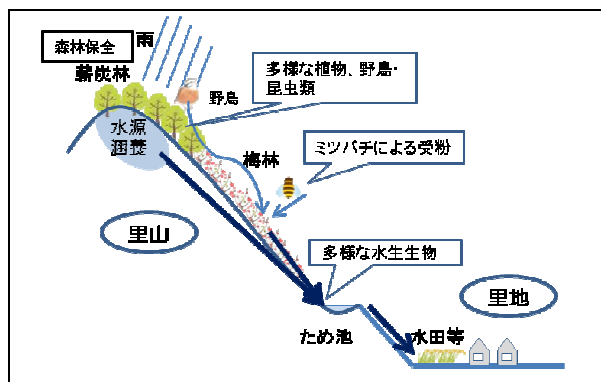 森林保全
雨
薪炭林
野鳥
多様な植物、野鳥・
昆虫類
水源
涵養
梅林
ミツバチによる受粉
里山
多様な水生生物
里地
ため池
水田等